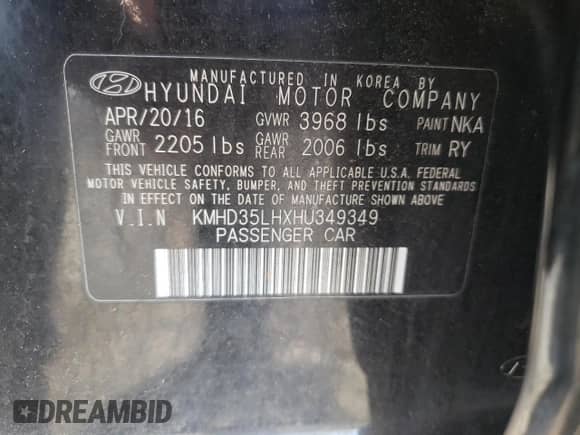 MANUFACTURED IN KOREA BY
HYUNDAI MOTOR COMPANY
APR/20/16 GVWR 3968 lbs PAINT NKA
GAWR FRONT 2205 lbs GAWR REAR 2006 lbs TRIM RY
THIS VEHICLE CONFORMS TO ALL APPLICABLE U.S.A. FEDERAL
MOTOR VEHICLE SAFETY, BUMPER, AND THEFT PREVENTION STANDARDS
IN EFFECT ON THE DATE OF MANUFACTURE SHOWN ABOVE.
V.I.N KMHD35LHXHU349349
PASSENGER CAR
DREAMBID